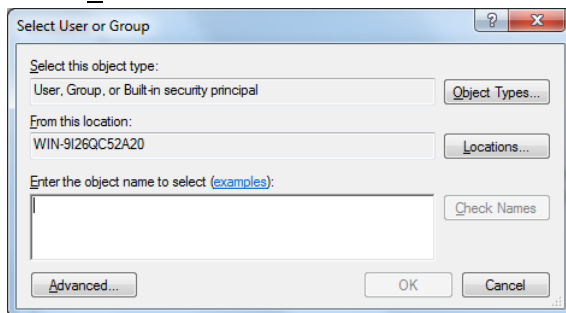 Select User or Group
Select this object type:
User, Group, or Built-in security principal
Object Types...
From this location:
WIN-9I26QC52A20
Locations...
Enter the object name to select (examples):
Check Names
Advanced...
OK
Cancel